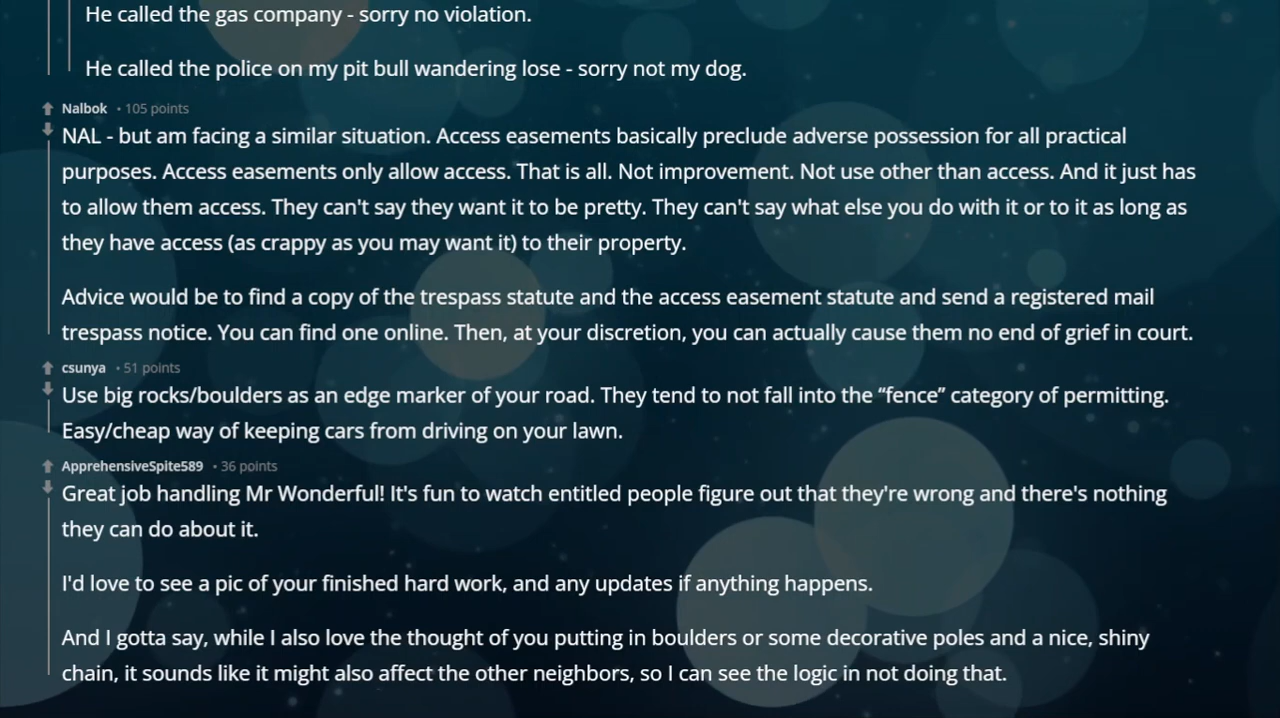 He called the gas company - sorry no violation.
He called the police on my pit bull wandering lose - sorry not my dog.
Nalbok • 105 points
NAL - but am facing a similar situation. Access easements basically preclude adverse possession for all practical
purposes. Access easements only allow access. That is all. Not improvement. Not use other than access. And it just has
to allow them access. They can't say they want it to be pretty. They can't say what else you do with it or to it as long as
they have access (as crappy as you may want it) to their property.
Advice would be to find a copy of the trespass statute and the access easement statute and send a registered mail
trespass notice. You can find one online. Then, at your discretion, you can actually cause them no end of grief in court.
csunya • 51 points
Use big rocks/boulders as an edge marker of your road. They tend to not fall into the “fence” category of permitting.
Easy/cheap way of keeping cars from driving on your lawn.
ApprehensiveSpite589 • 36 points
Great job handling Mr Wonderful! It's fun to watch entitled people figure out that they're wrong and there's nothing
they can do about it.
I'd love to see a pic of your finished hard work, and any updates if anything happens.
And I gotta say, while I also love the thought of you putting in boulders or some decorative poles and a nice, shiny
chain, it sounds like it might also affect the other neighbors, so I can see the logic in not doing that.